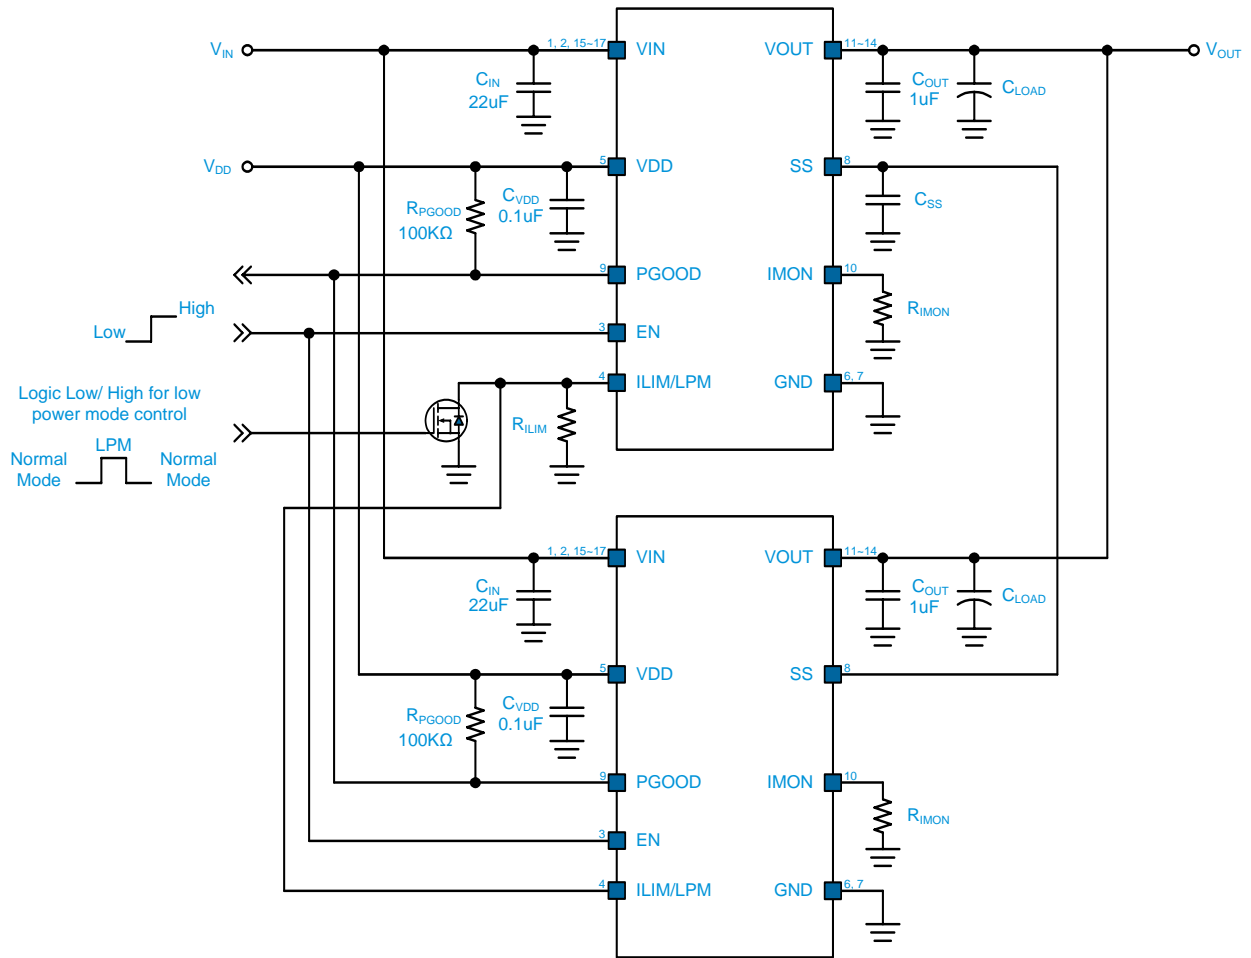 VIN
1, 2, 15~17
VIN
VOUT
11~14
VOUT
CIN
22uF
COUT
1uF
CLOAD
VDD
5
VDD
SS
8
RPGOOD
100KΩ
CVDD
0.1uF
CSS
9
PGOOD
IMON
10
RIMON
High
Low
3
EN
4
ILIM/LPM
GND
6, 7
Logic Low/ High for low
power mode control
RILIM
LPM
Normal
Mode
Normal
Mode
1, 2, 15~17
VIN
VOUT
11~14
CIN
22uF
COUT
1uF
CLOAD
5
VDD
SS
8
RPGOOD
100KΩ
CVDD
0.1uF
9
PGOOD
IMON
10
RIMON
3
EN
4
ILIM/LPM
GND
6, 7